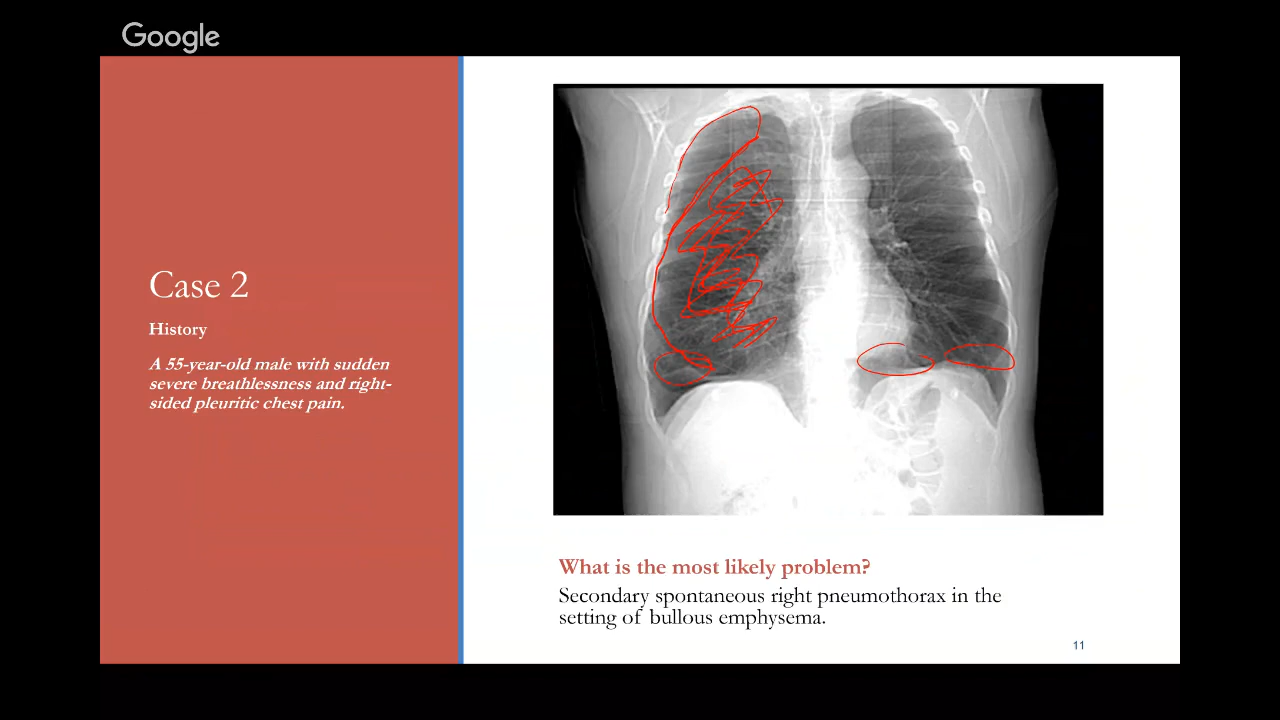 Google
Case 2
History
A 55-year-old male with sudden
severe breathlessness and right-
sided pleuritic chest pain.
What is the most likely problem?
Secondary spontaneous right pneumothorax in the
setting of bullous emphysema.
11